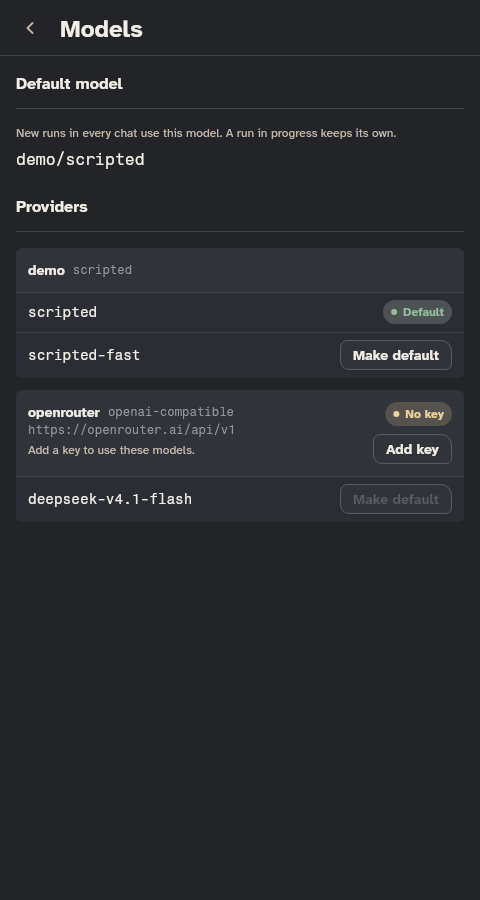 Models
Default model
New runs in every chat use this model. A run in progress keeps its own.
demo/scripted
Providers
demo scripted
scripted Default
scripted-fast Make default
openrouter openai-compatible No key
https://openrouter.ai/api/v1
Add a key to use these models. Add key
deepseek-v4.1-flash Make default